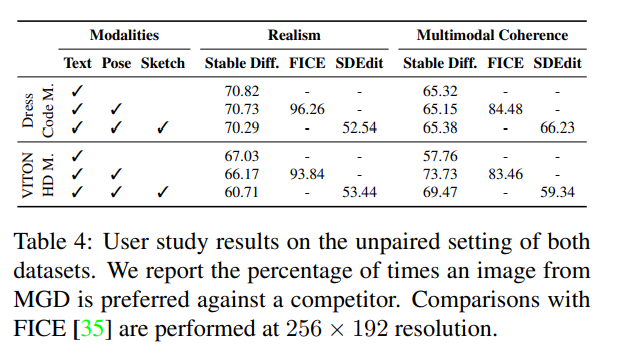 Modalities Realism Multimodal Coherence
Text Pose Sketch Stable Diff. FICE SDEdit Stable Diff. FICE SDEdit
Dress Code M.
✓ 70.82 - - 65.32 - -
✓ ✓ 70.73 96.26 - 65.15 84.48 -
✓ ✓ ✓ 70.29 - 52.54 65.38 - 66.23
VITON HD M.
✓ 67.03 - - 57.76 - -
✓ ✓ 66.17 93.84 - 73.73 83.46 -
✓ ✓ ✓ 60.71 - 53.44 69.47 - 59.34
Table 4: User study results on the unpaired setting of both
datasets. We report the percentage of times an image from
MGD is preferred against a competitor. Comparisons with
FICE [35] are performed at 256 × 192 resolution.